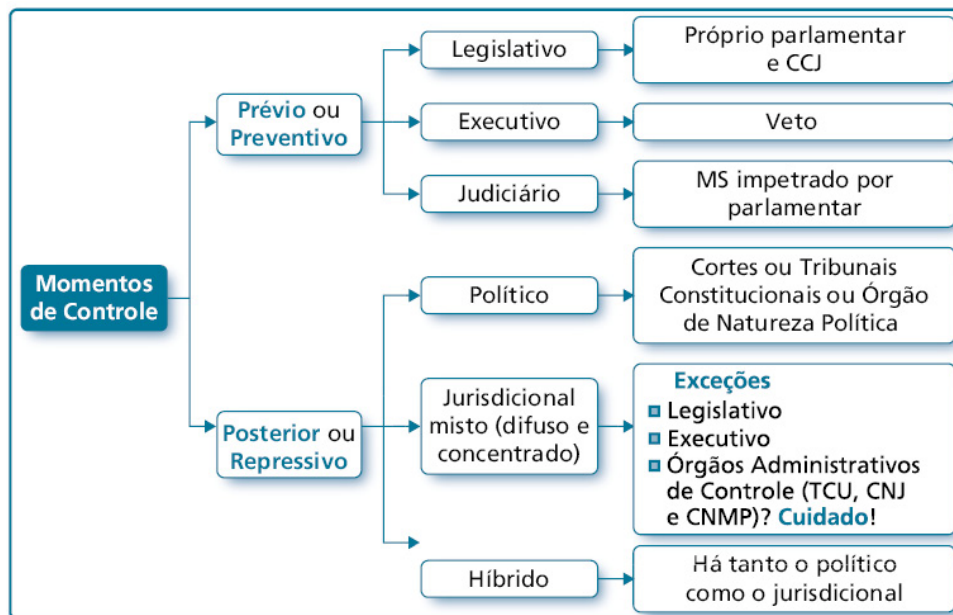 Momentos
de Controle
Prévio ou
Preventivo
Legislativo
Próprio parlamentar
e CCJ
Executivo
Veto
Judiciário
MS impetrado por
parlamentar
Posterior ou
Repressivo
Político
Cortes ou Tribunais
Constitucionais ou Órgão
de Natureza Política
Jurisdicional
misto (difuso e
concentrado)
Exceções
Legislativo
Executivo
Órgãos Administrativos
de Controle (TCU, CNJ
e CNMP)? Cuidado!
Híbrido
Há tanto o político
como o jurisdicional